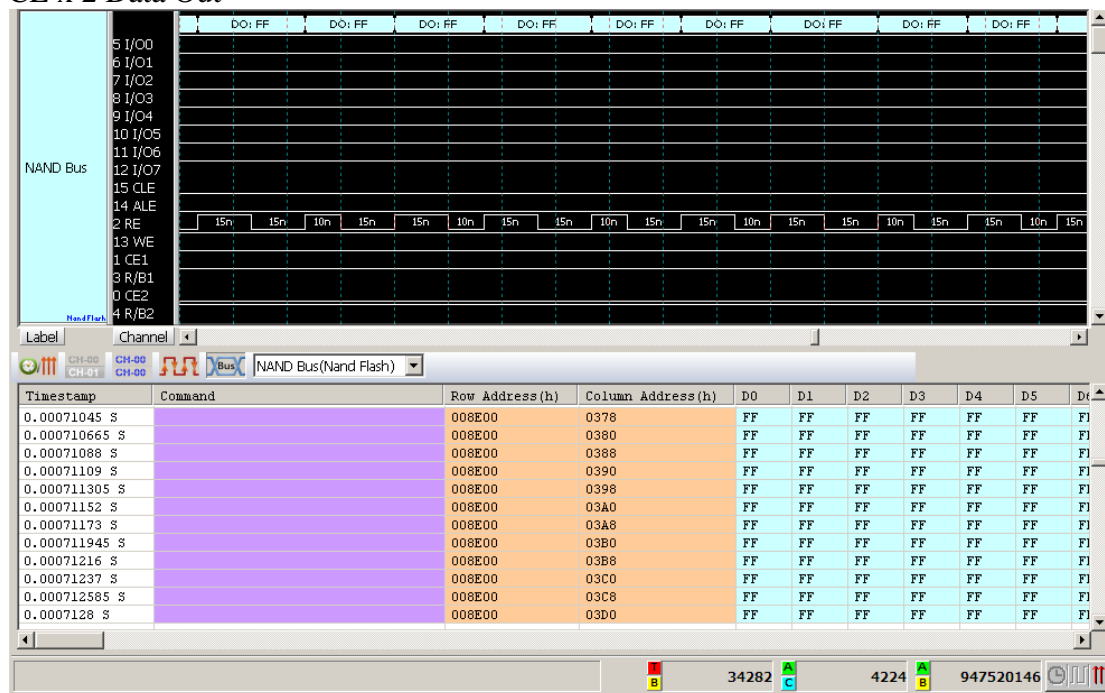 CE x 2 Data Out
DO: FF DO: FF DO: FF DO: FF DO: FF DO: FF DO: FF DO: FF DO: FF
5 I/O0
6 I/O1
7 I/O2
8 I/O3
9 I/O4
10 I/O5
11 I/O6
NAND Bus 12 I/O7
15 CLE
14 ALE
2 RE 15n 15n 10n 15n 15n 10n 15n 15n 10n 15n 15n 10n 15n 15n 10n 15n 15n 10n 15n
13 WE
1 CE1
3 R/B1
0 CE2
NandFlash 4 R/B2
Label Channel
CH-00 CH-01 CH-00 CH-00 Bus NAND Bus(Nand Flash)
Timestamp Command Row Address(h) Column Address(h) D0 D1 D2 D3 D4 D5
0.00071045 S 008E00 0378 FF FF FF FF FF FF
0.000710665 S 008E00 0380 FF FF FF FF FF FF
0.00071088 S 008E00 0388 FF FF FF FF FF FF
0.00071109 S 008E00 0390 FF FF FF FF FF FF
0.000711305 S 008E00 0398 FF FF FF FF FF FF
0.00071152 S 008E00 03A0 FF FF FF FF FF FF
0.00071173 S 008E00 03A8 FF FF FF FF FF FF
0.000711945 S 008E00 03B0 FF FF FF FF FF FF
0.00071216 S 008E00 03B8 FF FF FF FF FF FF
0.00071237 S 008E00 03C0 FF FF FF FF FF FF
0.000712585 S 008E00 03C8 FF FF FF FF FF FF
0.0007128 S 008E00 03D0 FF FF FF FF FF FF
T B 34282 A C 4224 A B 947520146